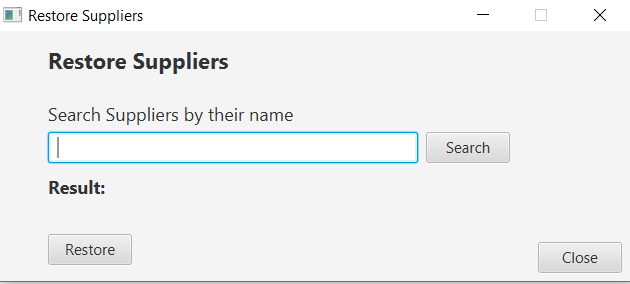 Restore Suppliers
Restore Suppliers
Search Suppliers by their name
Search
Result:
Restore
Close